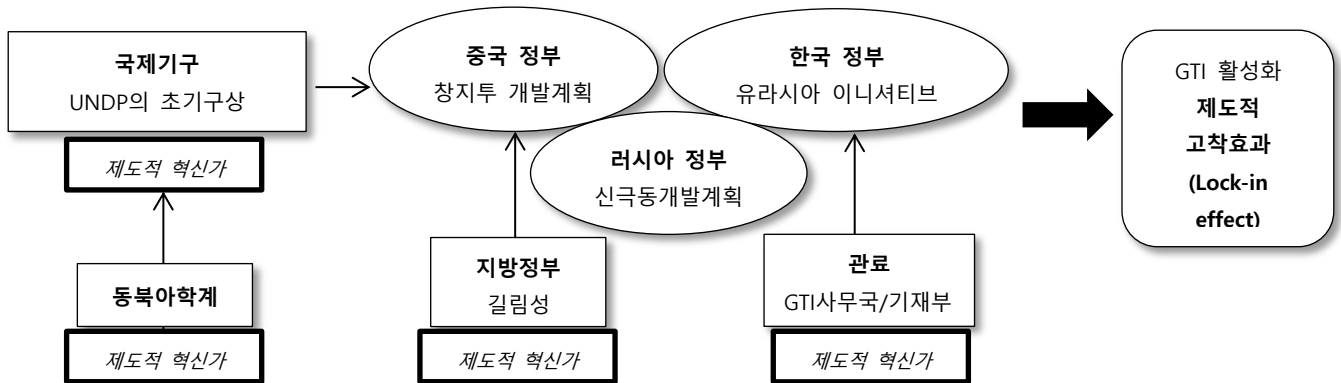 국제기구
UNDP의 초기구상
제도적 혁신가
동북아학계
제도적 혁신가
중국 정부
창지투 개발계획
한국 정부
유라시아 이니셔티브
러시아 정부
신극동개발계획
지방정부
길림성
제도적 혁신가
관료
GTI사무국/기재부
제도적 혁신가
GTI 활성화
제도적
고착효과
(Lock-in
effect)